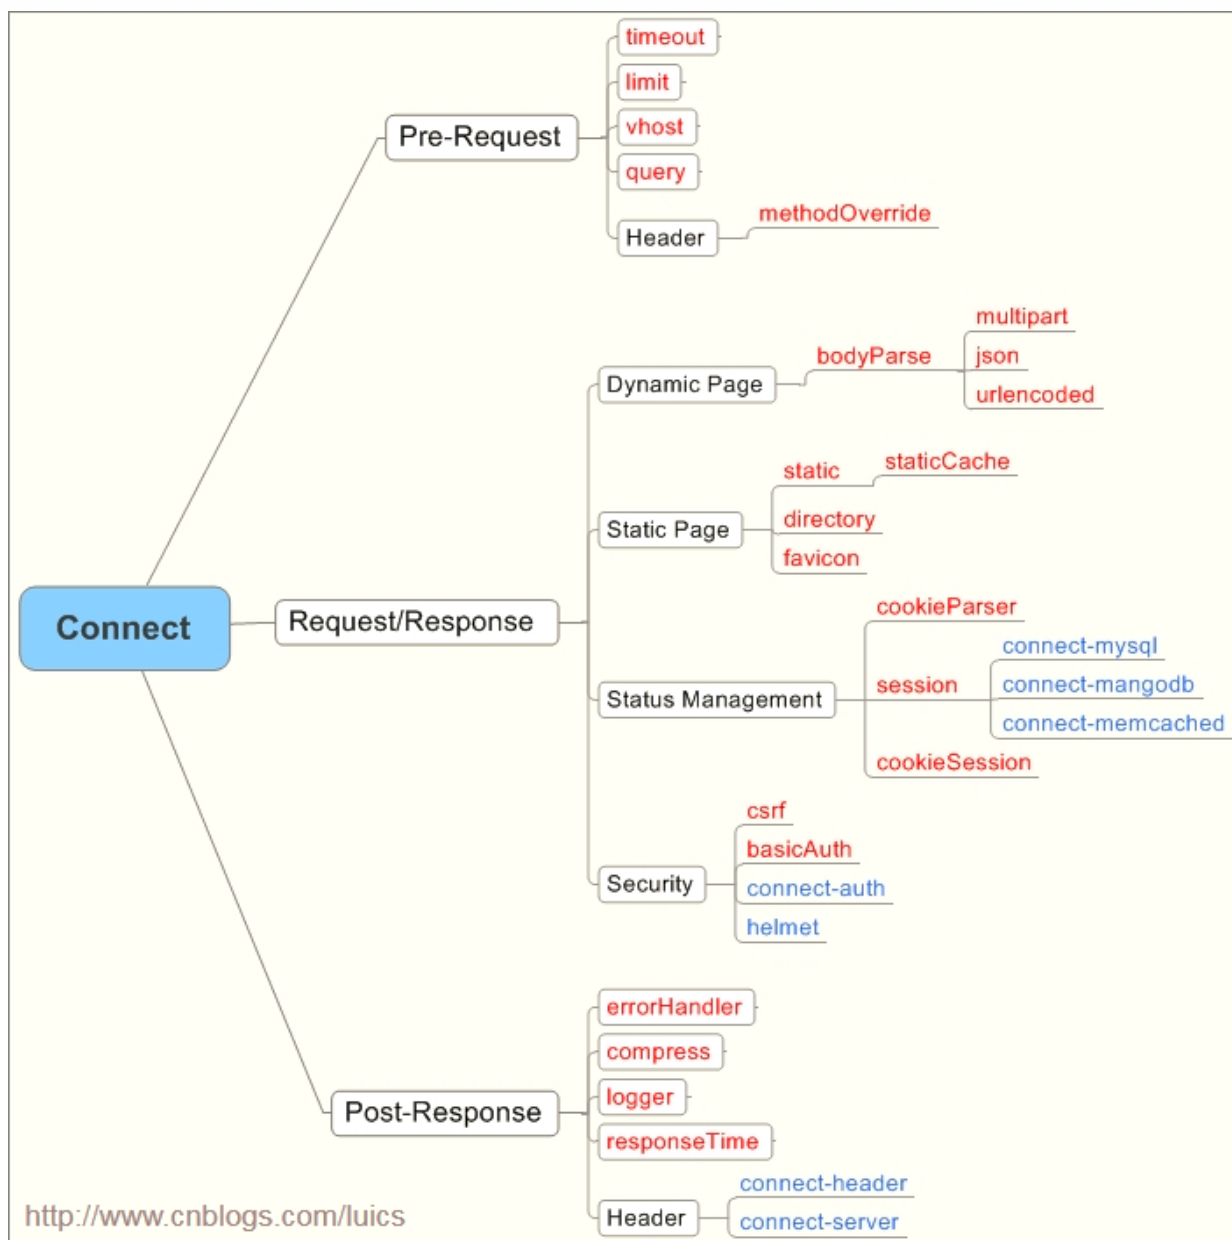 timeout
limit
vhost
query
Pre-Request
Header
methodOverride
Dynamic Page
bodyParse
multipart
json
urlencoded
Static Page
static
staticCache
directory
favicon
Connect
Request/Response
Status Management
cookieParser
session
connect-mysql
connect-mangodb
connect-memcached
cookieSession
Security
csrf
basicAuth
connect-auth
helmet
Post-Response
errorHandler
compress
logger
responseTime
Header
connect-header
connect-server
http://www.cnblogs.com/luics